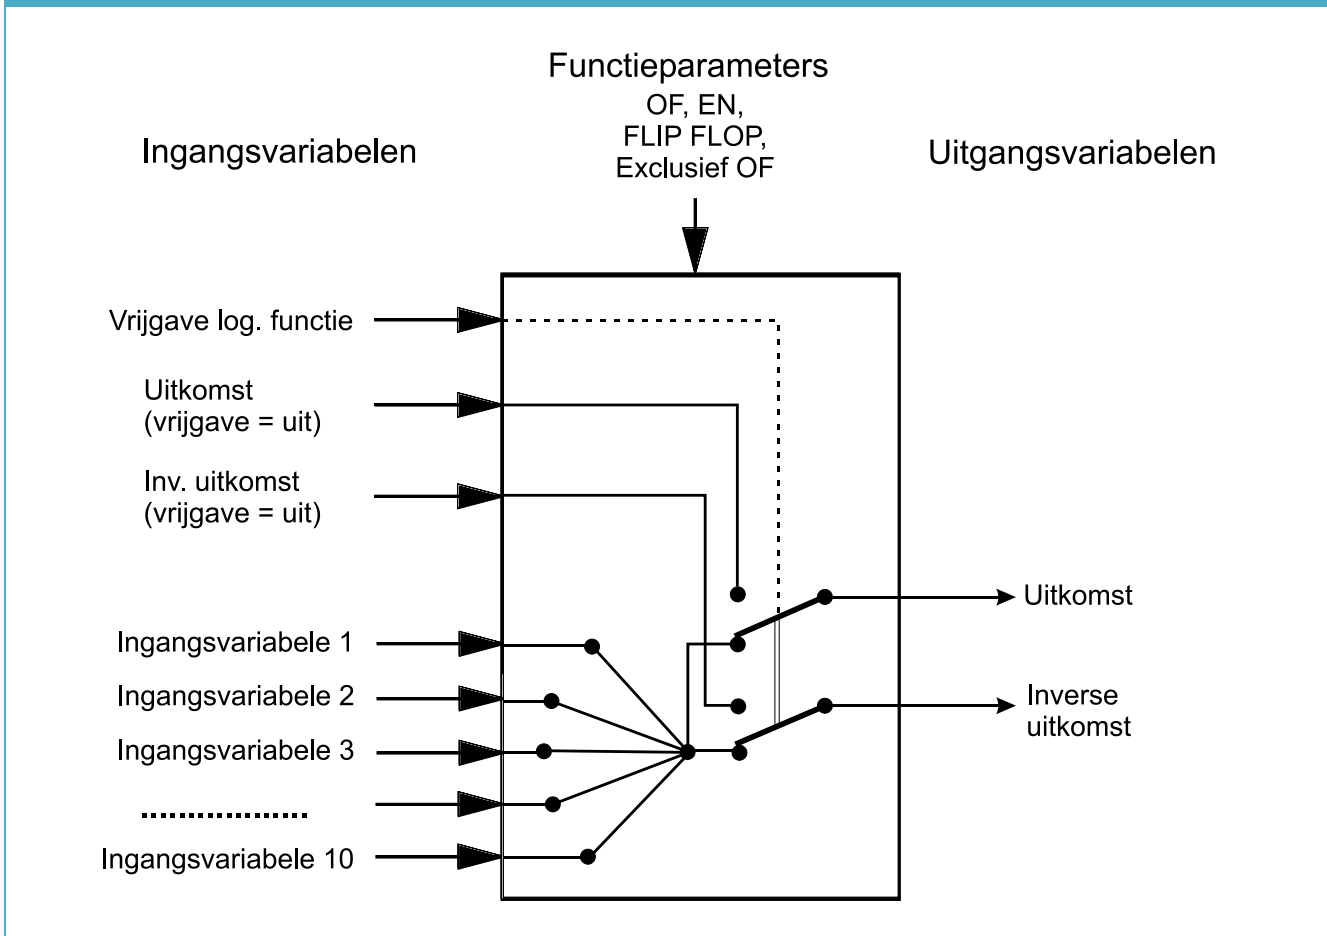 Functieparameters
OF, EN,
FLIP FLOP,
Exclusief OF
Ingangsvariabelen
Uitgangsvariabelen
Vrijgave log. functie
Uitkomst
(vrijgave = uit)
Inv. uitkomst
(vrijgave = uit)
Ingangsvariabele 1
Ingangsvariabele 2
Ingangsvariabele 3
..................
Ingangsvariabele 10
Uitkomst
Inverse
uitkomst